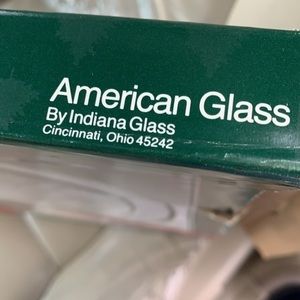 American Glass
By Indiana Glass
Cincinnati, Ohio 45242